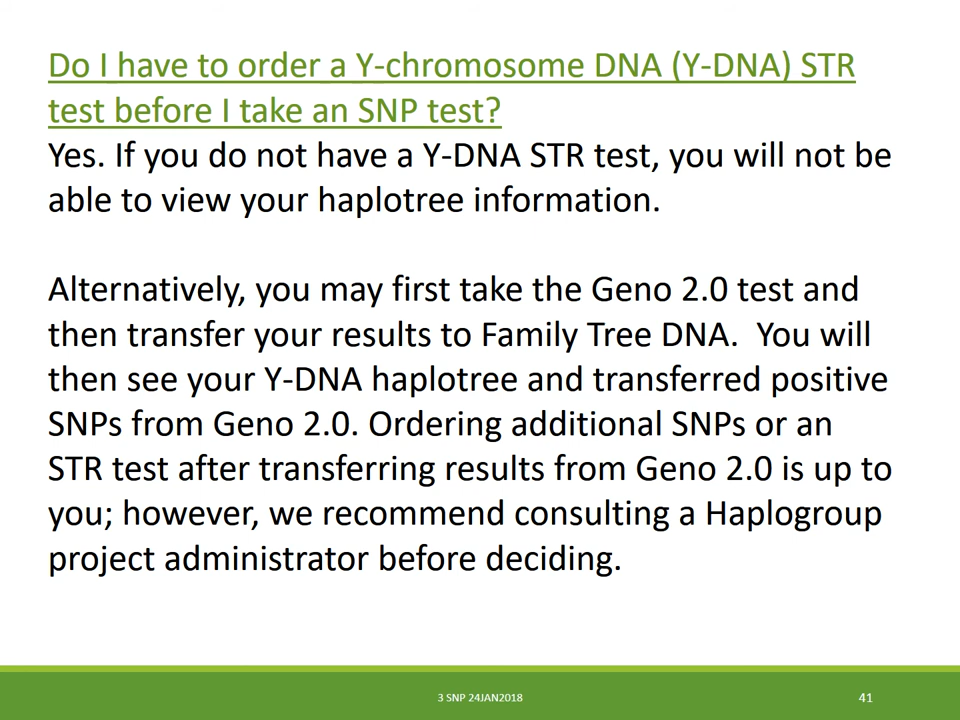 Do I have to order a Y-chromosome DNA (Y-DNA) STR
test before I take an SNP test?
Yes. If you do not have a Y-DNA STR test, you will not be
able to view your haplotree information.
Alternatively, you may first take the Geno 2.0 test and
then transfer your results to Family Tree DNA.  You will
then see your Y-DNA haplotree and transferred positive
SNPs from Geno 2.0. Ordering additional SNPs or an
STR test after transferring results from Geno 2.0 is up to
you; however, we recommend consulting a Haplogroup
project administrator before deciding.
3 SNP 24JAN2018
41